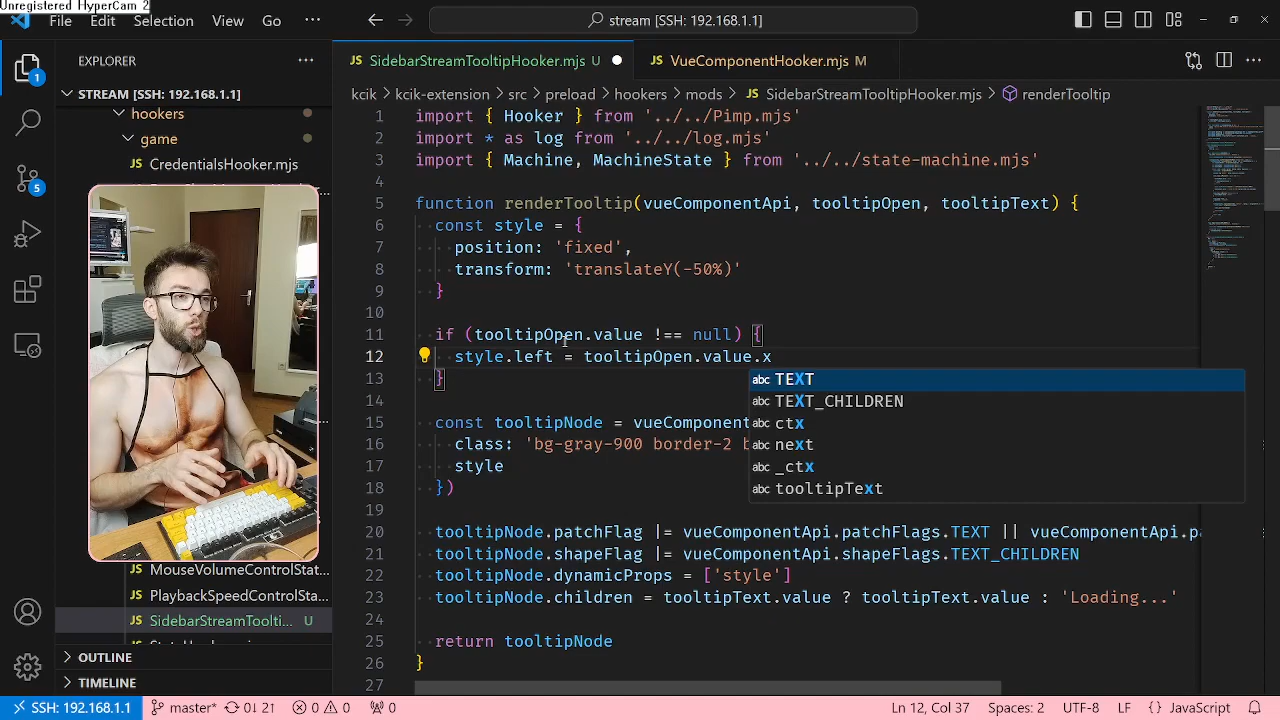 Unregistered HyperCam 2
File Edit Selection View Go ···
stream [SSH: 192.168.1.1]
EXPLORER
STREAM [SSH: 192.168.1.1]
hookers
game
CredentialsHooker.mjs
MouseVolumeControlStat...
PlaybackSpeedControlSta...
SidebarStreamToolti... U
OUTLINE
TIMELINE
1
5
JS SidebarStreamTooltipHooker.mjs U
JS VueComponentHooker.mjs M
kcik > kcik-extension > src > preload > hookers > mods > JS SidebarStreamTooltipHooker.mjs > renderTooltip
1 import { Hooker } from '../../Pimp.mjs'
2 import * as Log from '../../Log.mjs'
3 import { Machine, MachineState } from '../../state-machine.mjs'
4
5 function renderTooltip(vueComponentApi, tooltipOpen, tooltipText) {
6 const style = {
7 position: 'fixed',
8 transform: 'translateY(-50%)'
9 }
10
11 if (tooltipOpen.value !== null) {
12 style.left = tooltipOpen.value.x
13 }
14
15 const tooltipNode = vueComponent
16 class: 'bg-gray-900 border-2 b
17 style
18 })
19
20 tooltipNode.patchFlag |= vueComponentApi.patchFlags.TEXT || vueComponentApi.pa
21 tooltipNode.shapeFlag |= vueComponentApi.shapeFlags.TEXT_CHILDREN
22 tooltipNode.dynamicProps = ['style']
23 tooltipNode.children = tooltipText.value ? tooltipText.value : 'Loading...'
24
25 return tooltipNode
26 }
27
abc TEXT
abc TEXT_CHILDREN
abc ctx
abc next
abc _ctx
abc tooltipText
SSH: 192.168.1.1 master* 0↓ 2↑ 0 0 0 Ln 12, Col 37 Spaces: 2 UTF-8 LF {} JavaScript